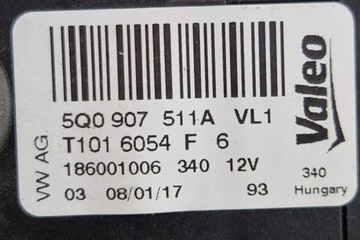 5Q0 907 511A VL1
T101 6054 F 6
186001006 340 12V
03 08/01/17 93
VW AG
Valeo
340
Hungary